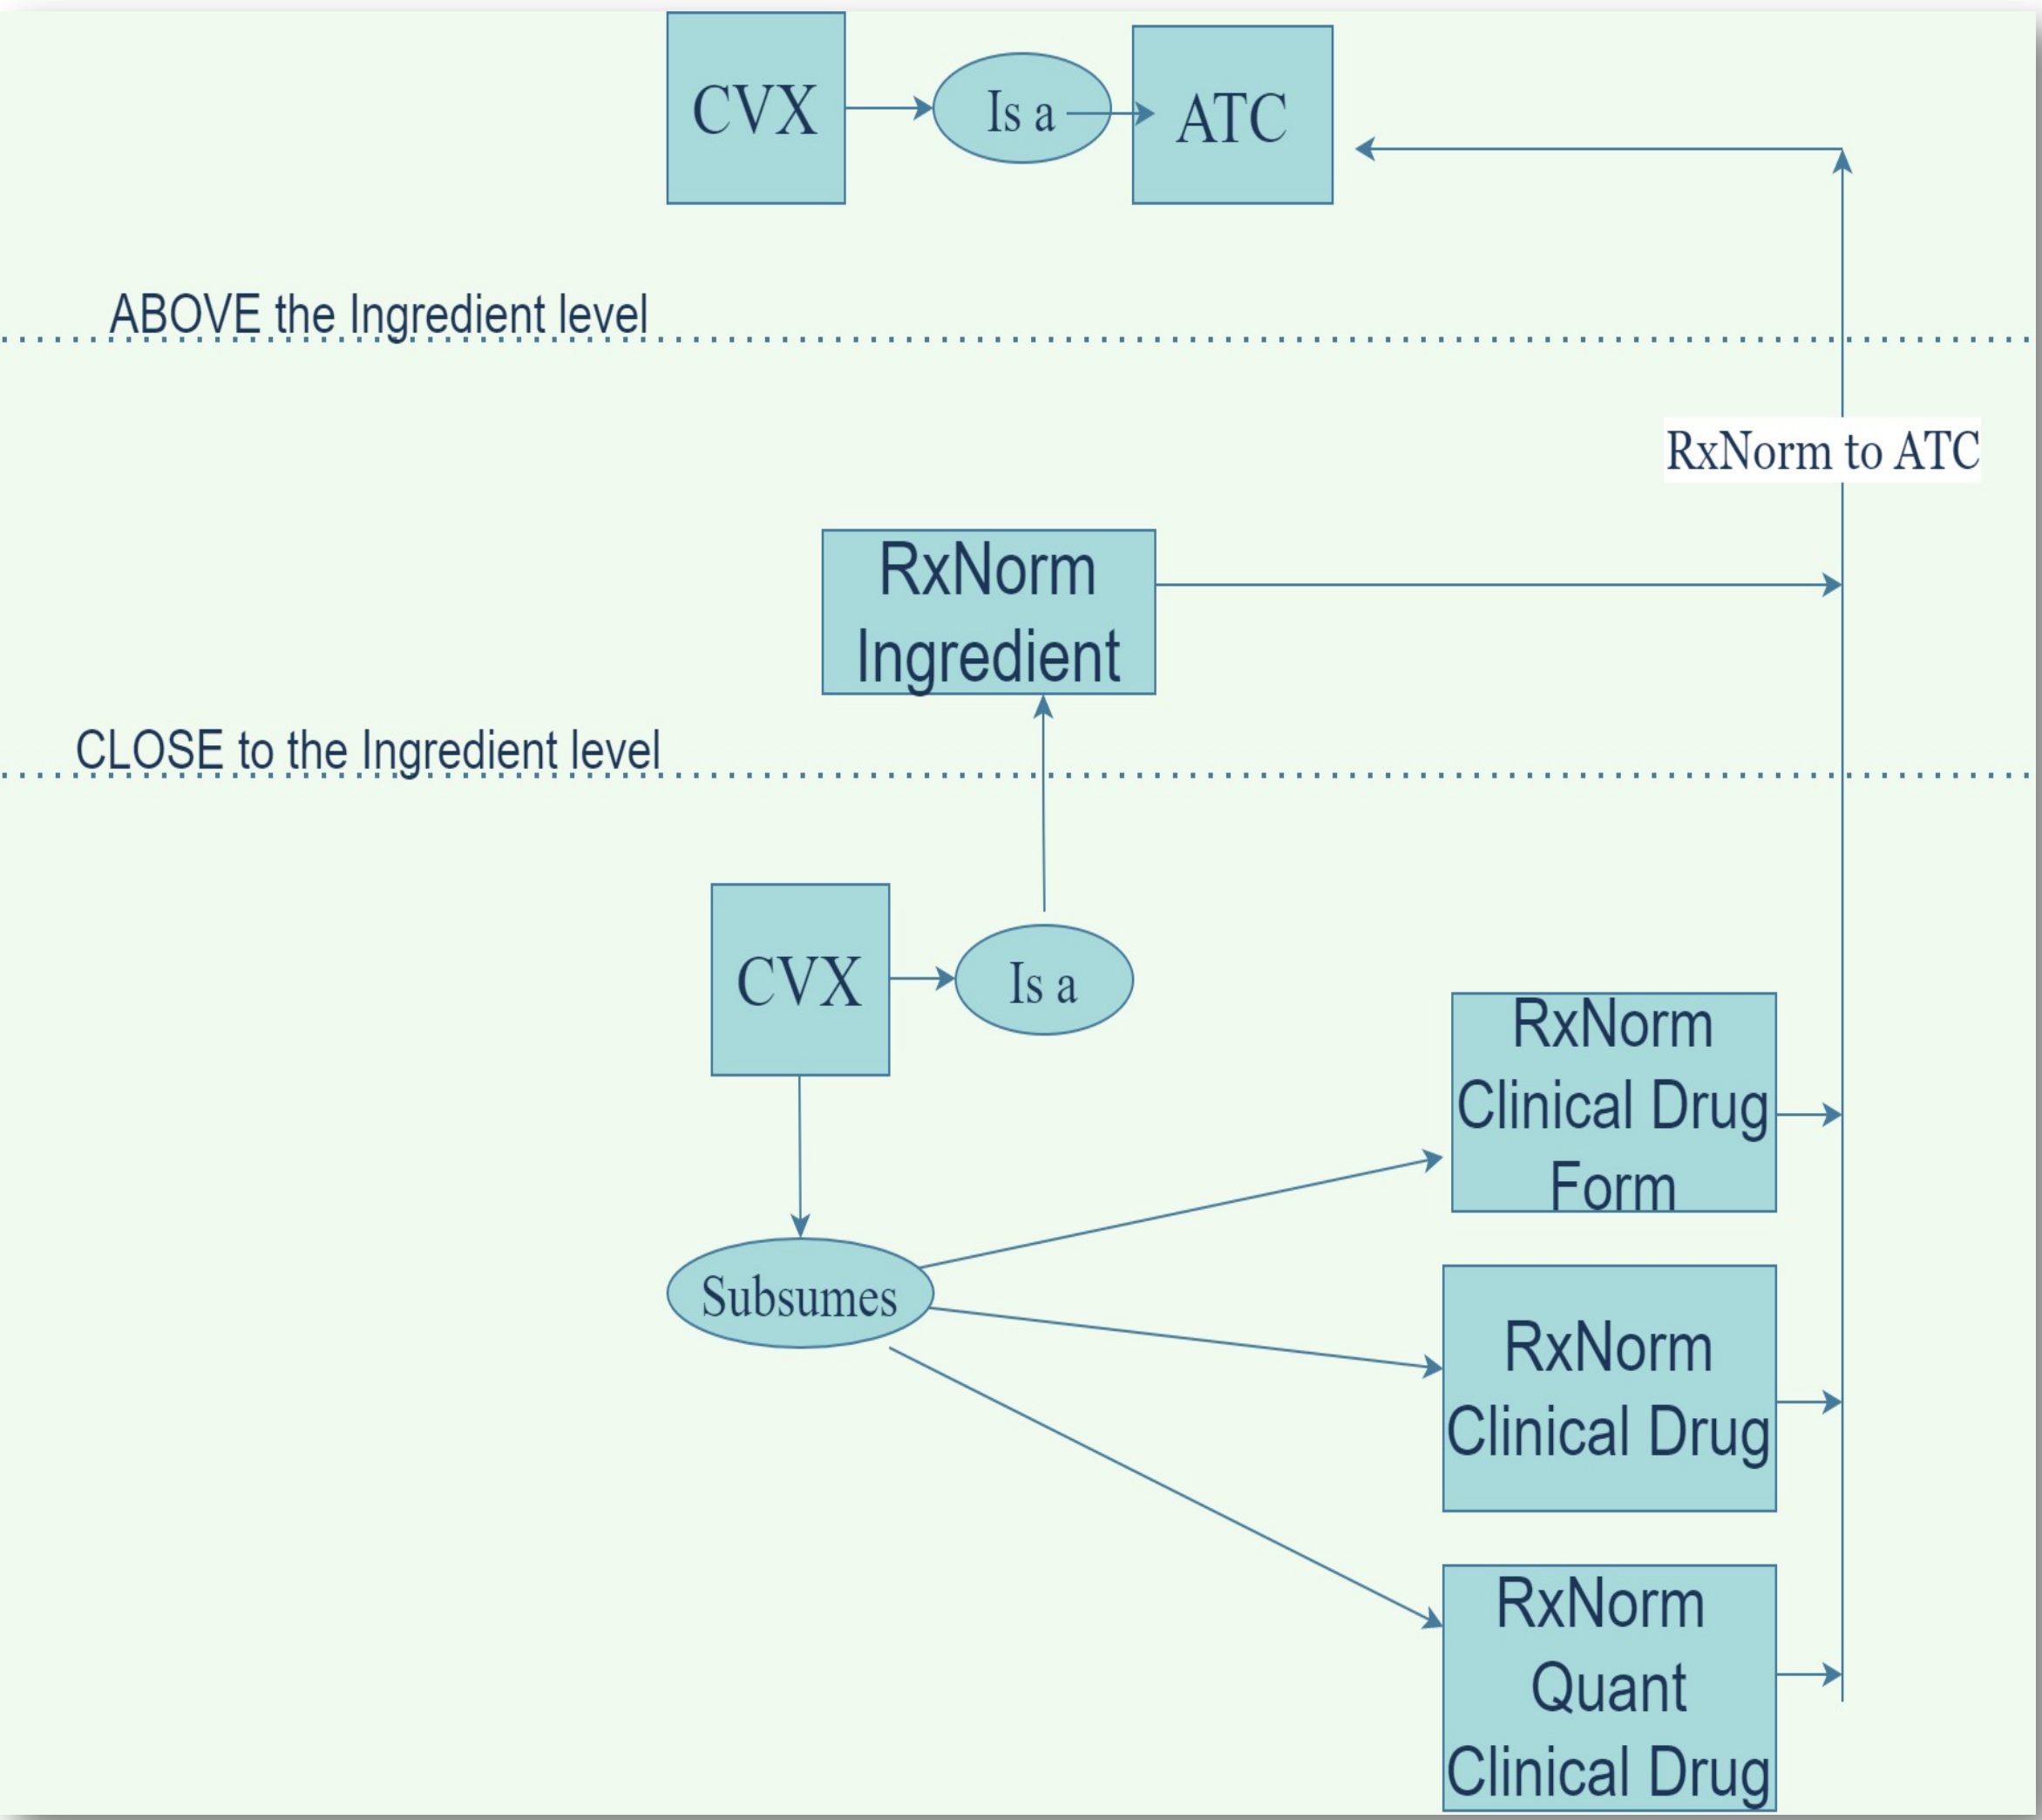 CVX
Is a
ATC
ABOVE the Ingredient level
RxNorm to ATC
RxNorm
Ingredient
CLOSE to the Ingredient level
CVX
Is a
RxNorm
Clinical Drug
Form
Subsumes
RxNorm
Clinical Drug
RxNorm
Quant
Clinical Drug